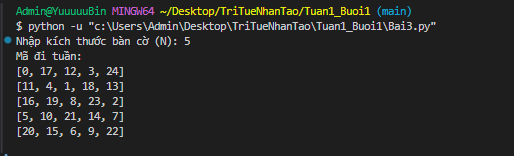 Admin@YuuuuuBin MINGW64 ~/Desktop/TriTueNhanTao/Tuan1_Buoi1 (main)
$ python -u "c:\Users\Admin\Desktop\TriTueNhanTao\Tuan1_Buoi1\Bai3.py"
Nhập kích thước bàn cờ (N): 5
Mã đi tuần:
[0, 17, 12, 3, 24]
[11, 4, 1, 18, 13]
[16, 19, 8, 23, 2]
[5, 10, 21, 14, 7]
[20, 15, 6, 9, 22]